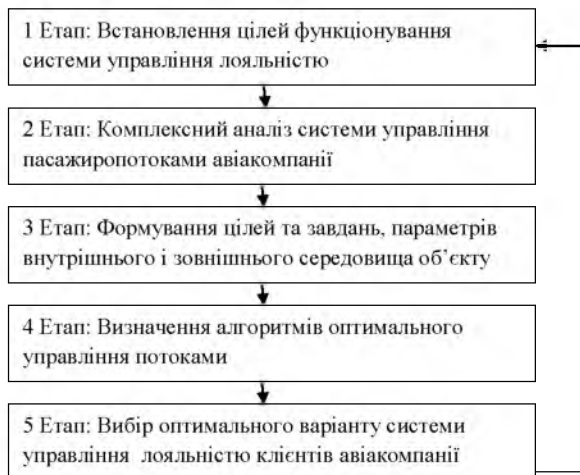 1 Етап: Встановлення цілей функціонування
системи управління лояльністю
2 Етап: Комплексний аналіз системи управління
пасажиропотоками авіакомпанії
3 Етап: Формування цілей та завдань, параметрів
внутрішнього і зовнішнього середовища об’єкту
4 Етап: Визначення алгоритмів оптимального
управління потоками
5 Етап: Вибір оптимального варіанту системи
управління лояльністю клієнтів авіакомпанії